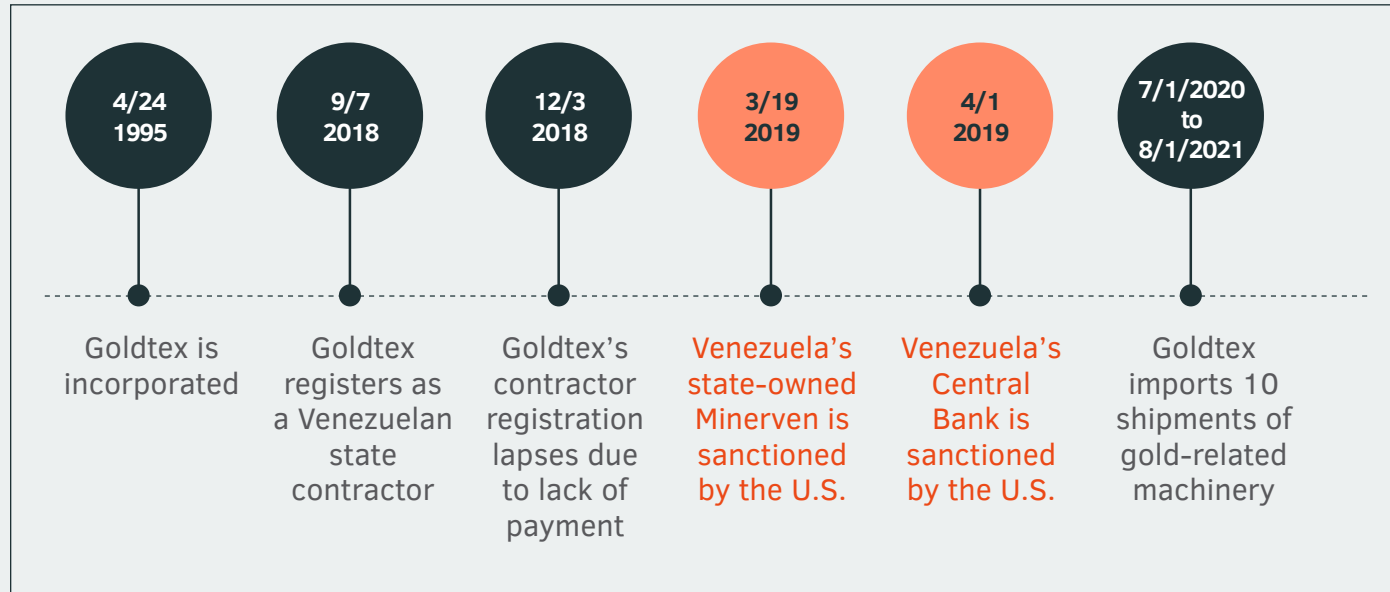 4/24
1995
9/7
2018
12/3
2018
3/19
2019
4/1
2019
7/1/2020
to
8/1/2021
Goldtex is
incorporated
Goldtex
registers as
a Venezuelan
state
contractor
Goldtex’s
contractor
registration
lapses due
to lack of
payment
Venezuela’s
state-owned
Minerven is
sanctioned
by the U.S.
Venezuela’s
Central
Bank is
sanctioned
by the U.S.
Goldtex
imports 10
shipments of
gold-related
machinery